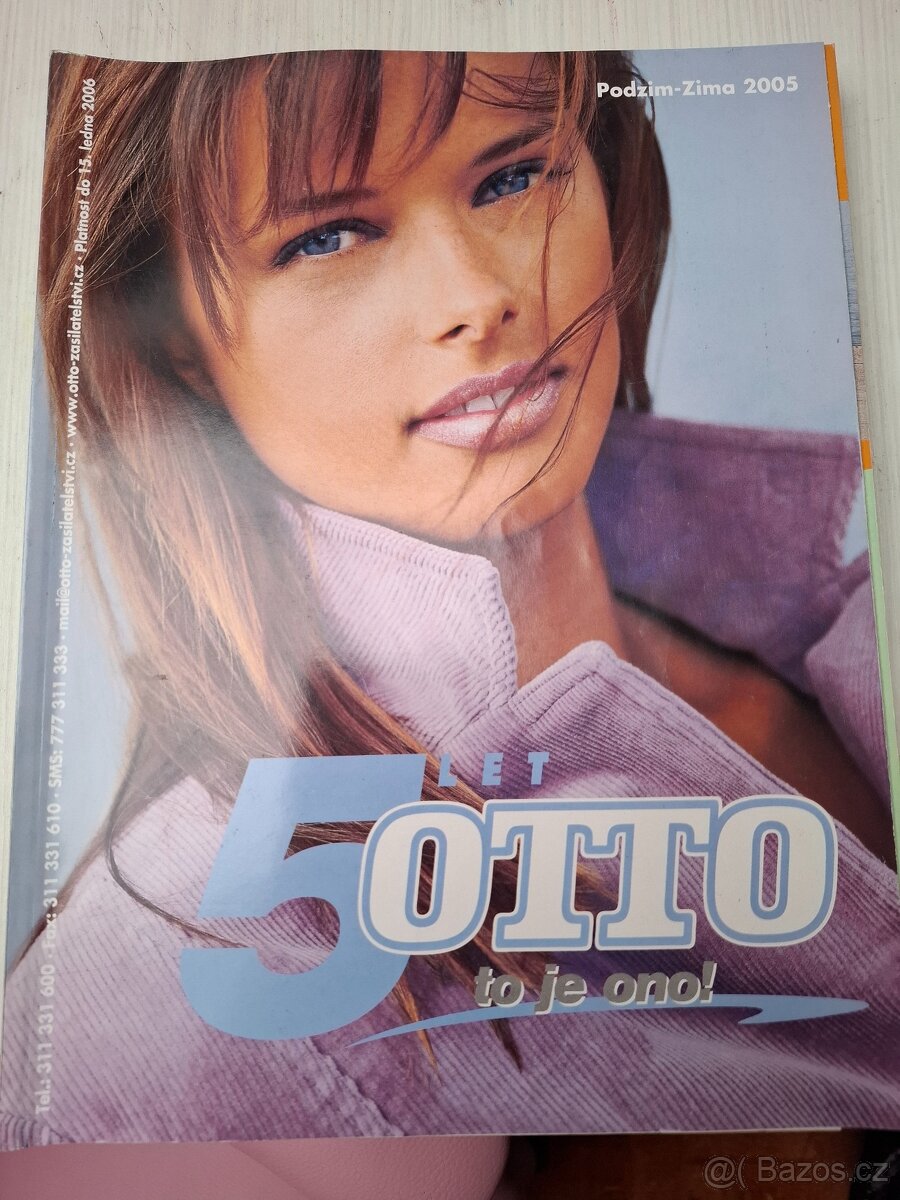 Podzim-Zima 2005
Tel.: 311 331 600 · Fax: 311 331 610 · SMS: 777 311 333 · mail@otto-zasilatelstvi.cz · www.otto-zasilatelstvi.cz · Platnost do 15. ledna 2006
5 LET
OTTO
to je ono!
@( Bazos.cz